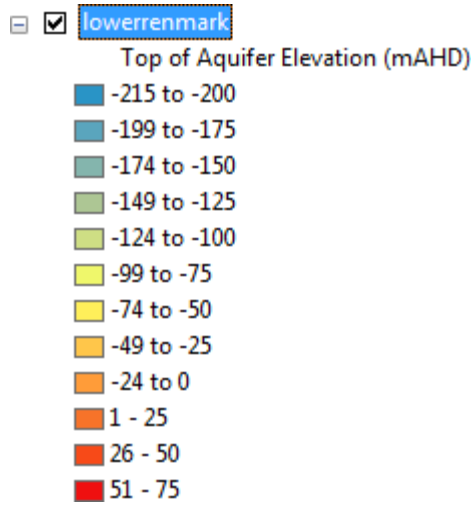 lowerrenmark
Top of Aquifer Elevation (mAHD)
-215 to -200
-199 to -175
-174 to -150
-149 to -125
-124 to -100
-99 to -75
-74 to -50
-49 to -25
-24 to 0
1 - 25
26 - 50
51 - 75